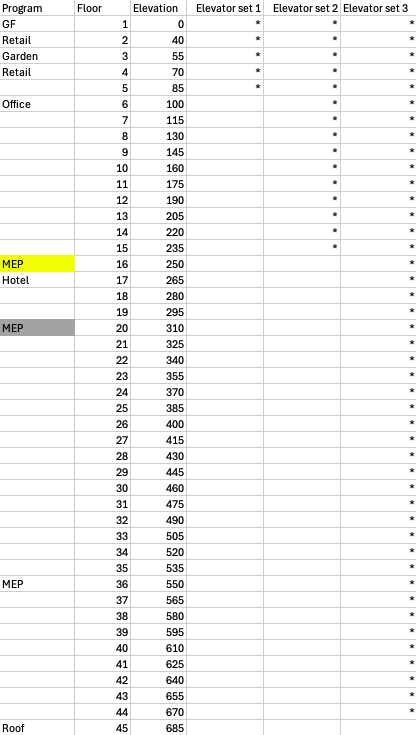 Program Floor Elevation Elevator set 1 Elevator set 2 Elevator set 3
GF 1 0 * * *
Retail 2 40 * * *
Garden 3 55 * * *
Retail 4 70 * * *
5 85 * * *
Office 6 100 * *
7 115 * *
8 130 * *
9 145 * *
10 160 * *
11 175 * *
12 190 * *
13 205 * *
14 220 * *
15 235 * *
MEP 16 250 *
Hotel 17 265 *
18 280 *
19 295 *
MEP 20 310 *
21 325 *
22 340 *
23 355 *
24 370 *
25 385 *
26 400 *
27 415 *
28 430 *
29 445 *
30 460 *
31 475 *
32 490 *
33 505 *
34 520 *
35 535 *
MEP 36 550 *
37 565 *
38 580 *
39 595 *
40 610 *
41 625 *
42 640 *
43 655 *
44 670 *
Roof 45 685